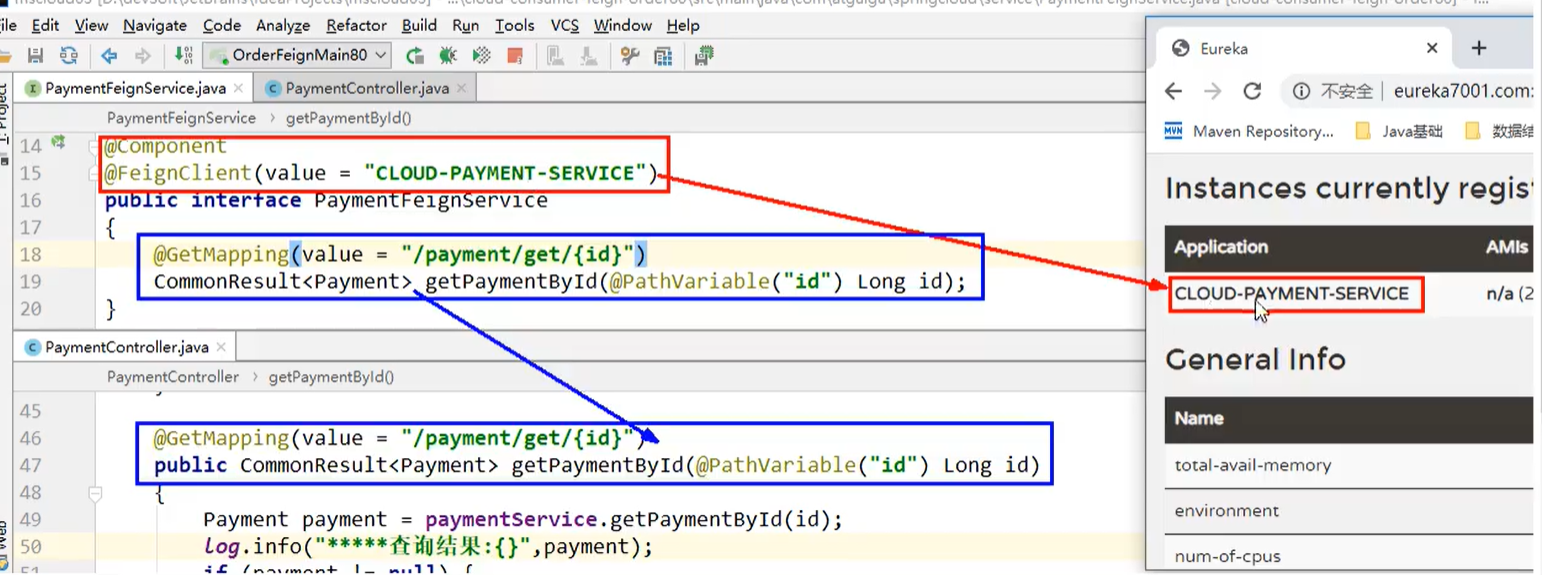 File Edit View Navigate Code Analyze Refactor Build Run Tools VCS Window Help
OrderFeignMain80
PaymentFeignService.java PaymentController.java
PaymentFeignService > getPaymentById()
14 @Component
15 @FeignClient(value = "CLOUD-PAYMENT-SERVICE")
16 public interface PaymentFeignService
17 {
18 @GetMapping(value = "/payment/get/{id}")
19 CommonResult<Payment> getPaymentById(@PathVariable("id") Long id);
20 }
PaymentController.java
PaymentController > getPaymentById()
45
46 @GetMapping(value = "/payment/get/{id}")
47 public CommonResult<Payment> getPaymentById(@PathVariable("id") Long id)
48 {
49 Payment payment = paymentService.getPaymentById(id);
50 log.info("*****查询结果:{}",payment);
51 if (payment != null) {
1: Project
Web
Eureka
不安全 eureka7001.com:
Maven Repository... Java基础 数据结
Instances currently regis
Application AMIs
CLOUD-PAYMENT-SERVICE n/a (2
General Info
Name
total-avail-memory
environment
num-of-cpus